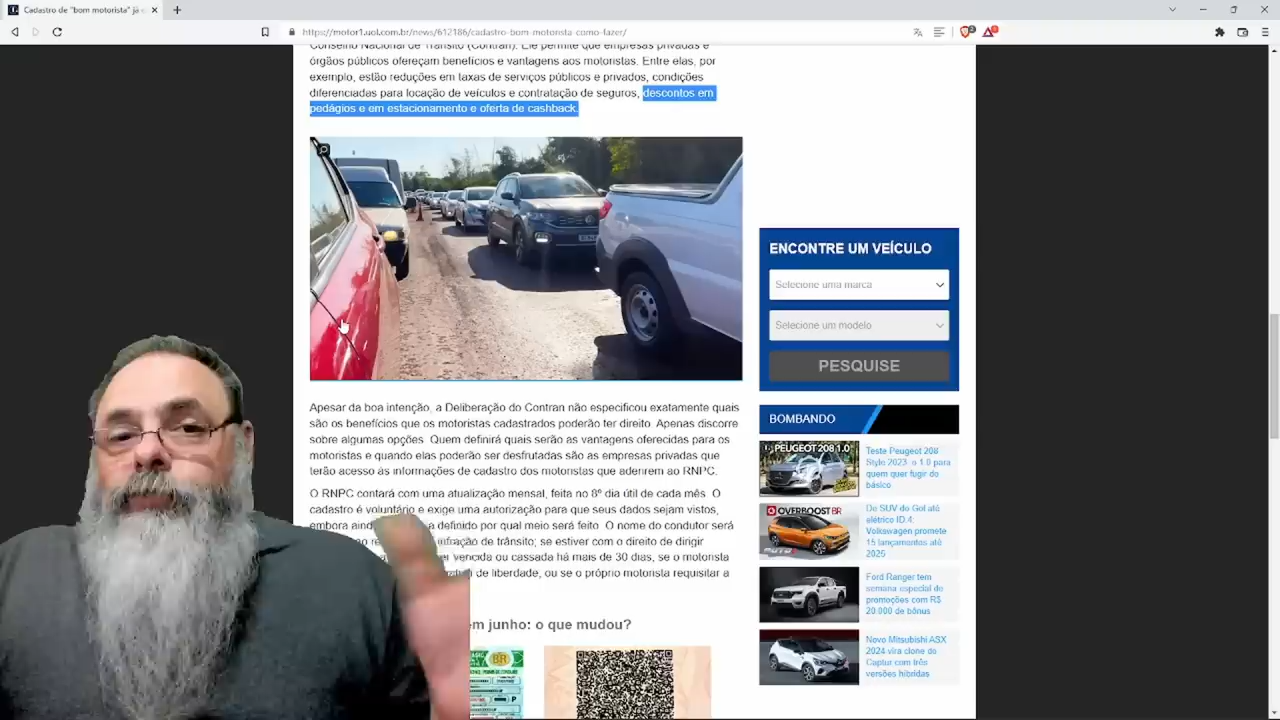 Cadastro de "bom motorista" já
https://motor1.uol.com.br/news/612186/cadastro-bom-motorista-como-fazer/
Conselho Nacional de Trânsito (Contran). Ele permite que empresas privadas e
órgãos públicos ofereçam benefícios e vantagens aos motoristas. Entre elas, por
exemplo, estão reduções em taxas de serviços públicos e privados, condições
diferenciadas para locação de veículos e contratação de seguros, descontos em
pedágios e em estacionamento e oferta de cashback.
ENCONTRE UM VEÍCULO
Selecione uma marca
Selecione um modelo
PESQUISE
Apesar da boa intenção, a Deliberação do Contran não especificou exatamente quais
são os benefícios que os motoristas cadastrados poderão ter direito. Apenas discorre
sobre algumas opções. Quem definirá quais serão as vantagens oferecidas para os
motoristas e quando elas poderão ser desfrutadas são as empresas privadas que
terão acesso às informações de cadastro dos motoristas que aderirem ao RNPC.
O RNPC contará com uma atualização mensal, feita no 8º dia útil de cada mês. O
cadastro é voluntário e exige uma autorização para que seus dados sejam vistos,
embora definido por qual meio será feito. O nome do condutor será
de trânsito; se estiver com o direito de dirigir
vencida ou cassada há mais de 30 dias, se o motorista
de liberdade, ou se o próprio motorista requisitar a
em junho: o que mudou?
BR
BOMBANDO
PEUGEOT 208 1.0
Teste Peugeot 208
Style 2023: o 1.0 para
quem quer fugir do
básico
OVERBOOST BR
Do SUV do Gol até
elétrico ID.4:
Volkswagen promete
15 lançamentos até
2025
Ford Ranger tem
semana especial de
promoções com R$
20.000 de bônus
Novo Mitsubishi ASX
2024 vira clone do
Captur com três
versões híbridas